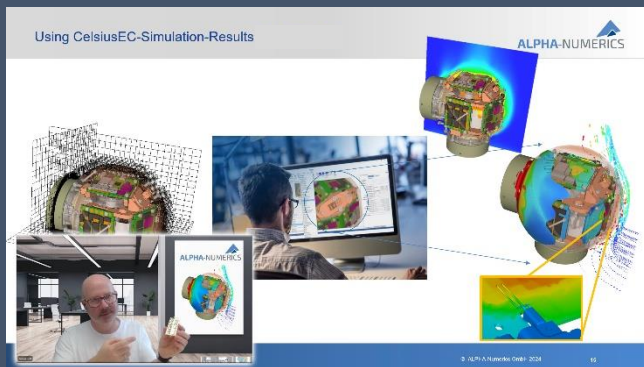 Using CelsiusEC-Simulation-Results
ALPHA-NUMERICS
ALPHA-NUMERICS
© ALPHA-Numerics GmbH - 2024
16